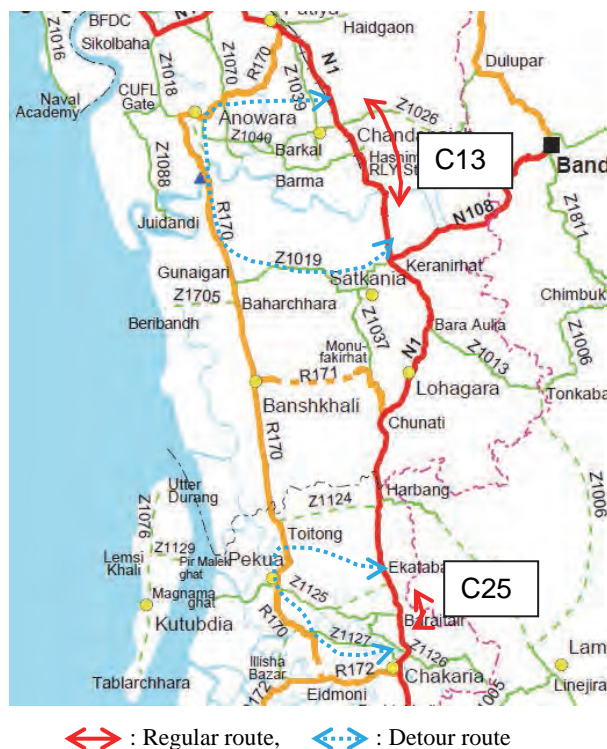 BFDC
Patiya
Haidgaon
Sikolbaha
Z1016
Z1018
Z1070
R170
Z1039
N1
Dulupar
Naval
Academy
CUFL
Gate
Anowara
Z1026
Z1040
Barkal
Z1088
Barma
C13
Band
Juidandi
R170
N108
Z1811
Gunaigari
Z1019
Keranirhat
Satkania
Z1705
Baharchhara
Chimbuk
Beribandh
Bara Aulia
Z1037
N1
Monu-
fakirhat
Z1013
Z1006
R171
Lohagara
Tonkaba
Banshkhali
Chunati
R170
Utter
Durang
Harbang
Z1124
Z1006
Z1076
Toitong
Lemsi
Khali
Z1129
Pir Malek
ghat
Pekua
Ekataba
C25
Magnama
ghat
Z1125
Kutubdia
R170
Baraitali
Z1127
Z1126
Lam
Illisha
Bazar
R172
Chakaria
Linejira
Tablarchhara
R172
Eidmoni
: Regular route, : Detour route